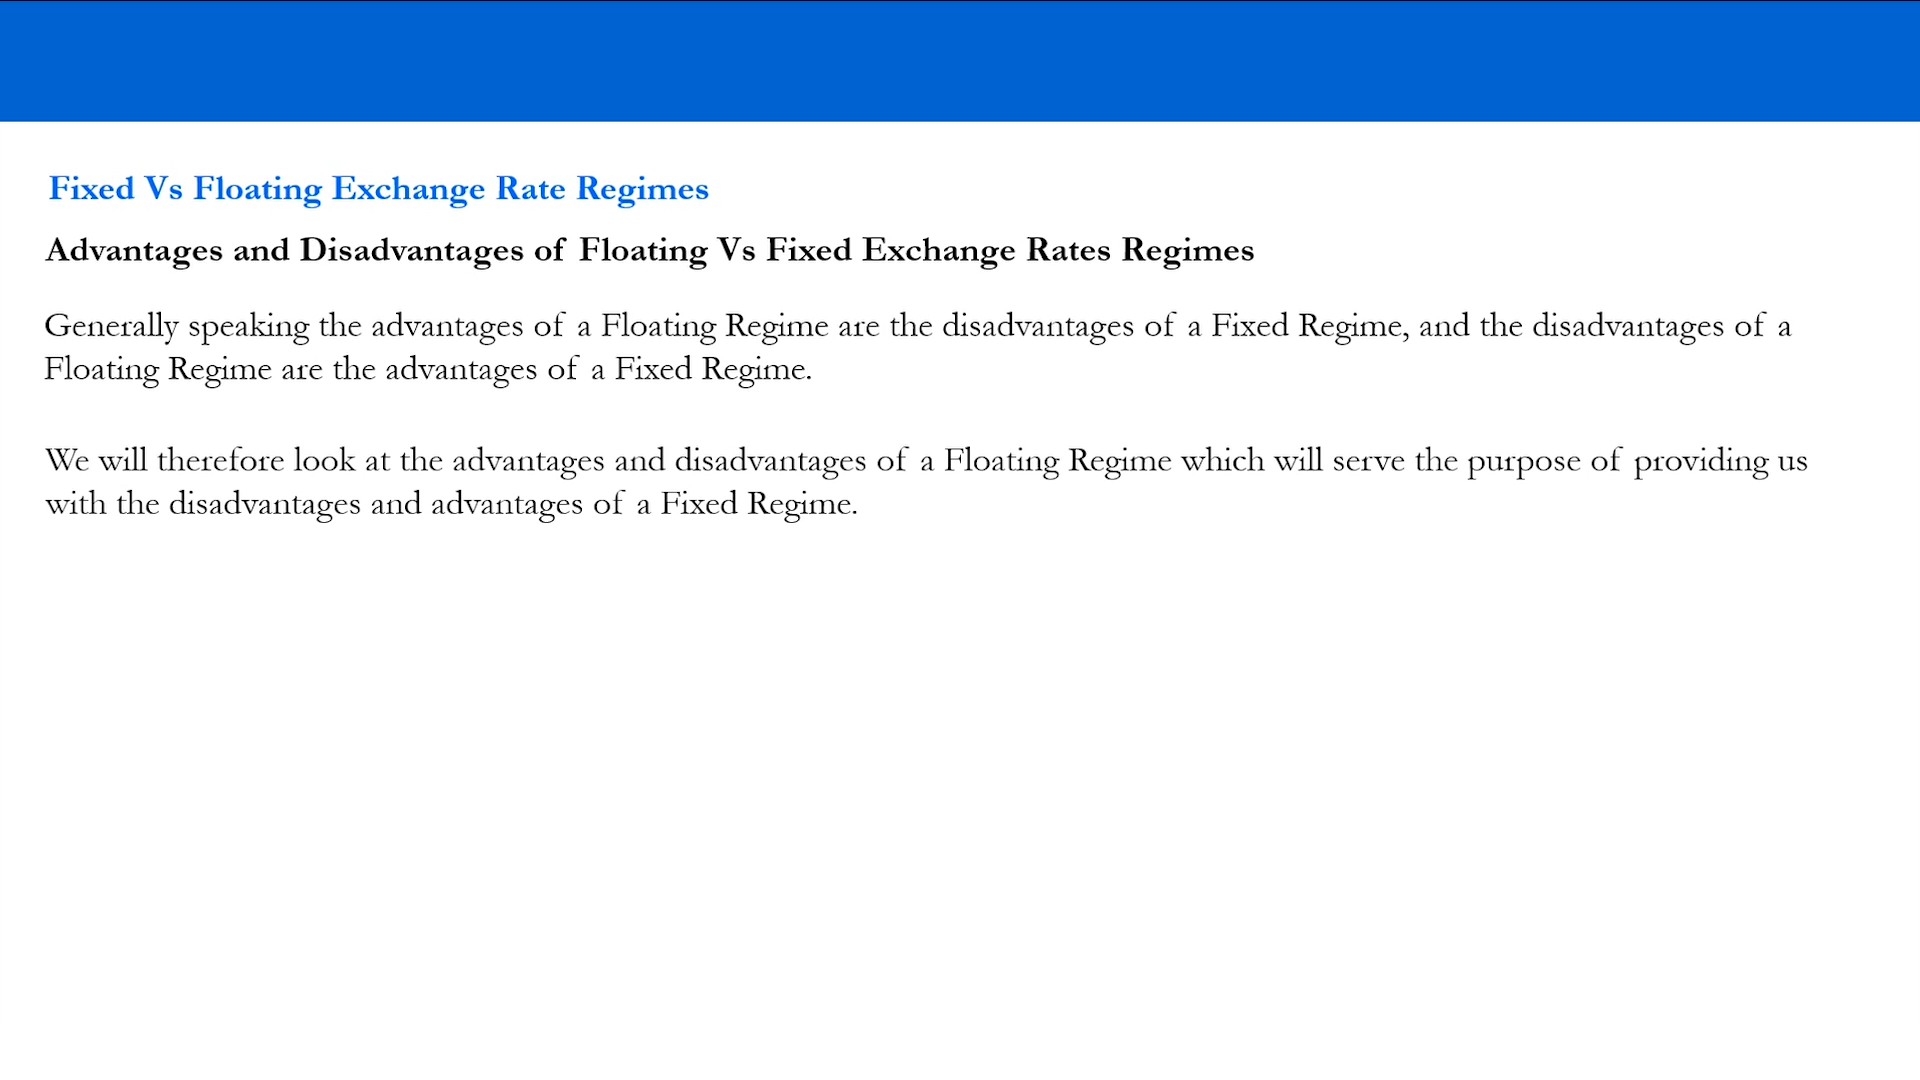 Fixed Vs Floating Exchange Rate Regimes
Advantages and Disadvantages of Floating Vs Fixed Exchange Rates Regimes
Generally speaking the advantages of a Floating Regime are the disadvantages of a Fixed Regime, and the disadvantages of a
Floating Regime are the advantages of a Fixed Regime.
We will therefore look at the advantages and disadvantages of a Floating Regime which will serve the purpose of providing us
with the disadvantages and advantages of a Fixed Regime.